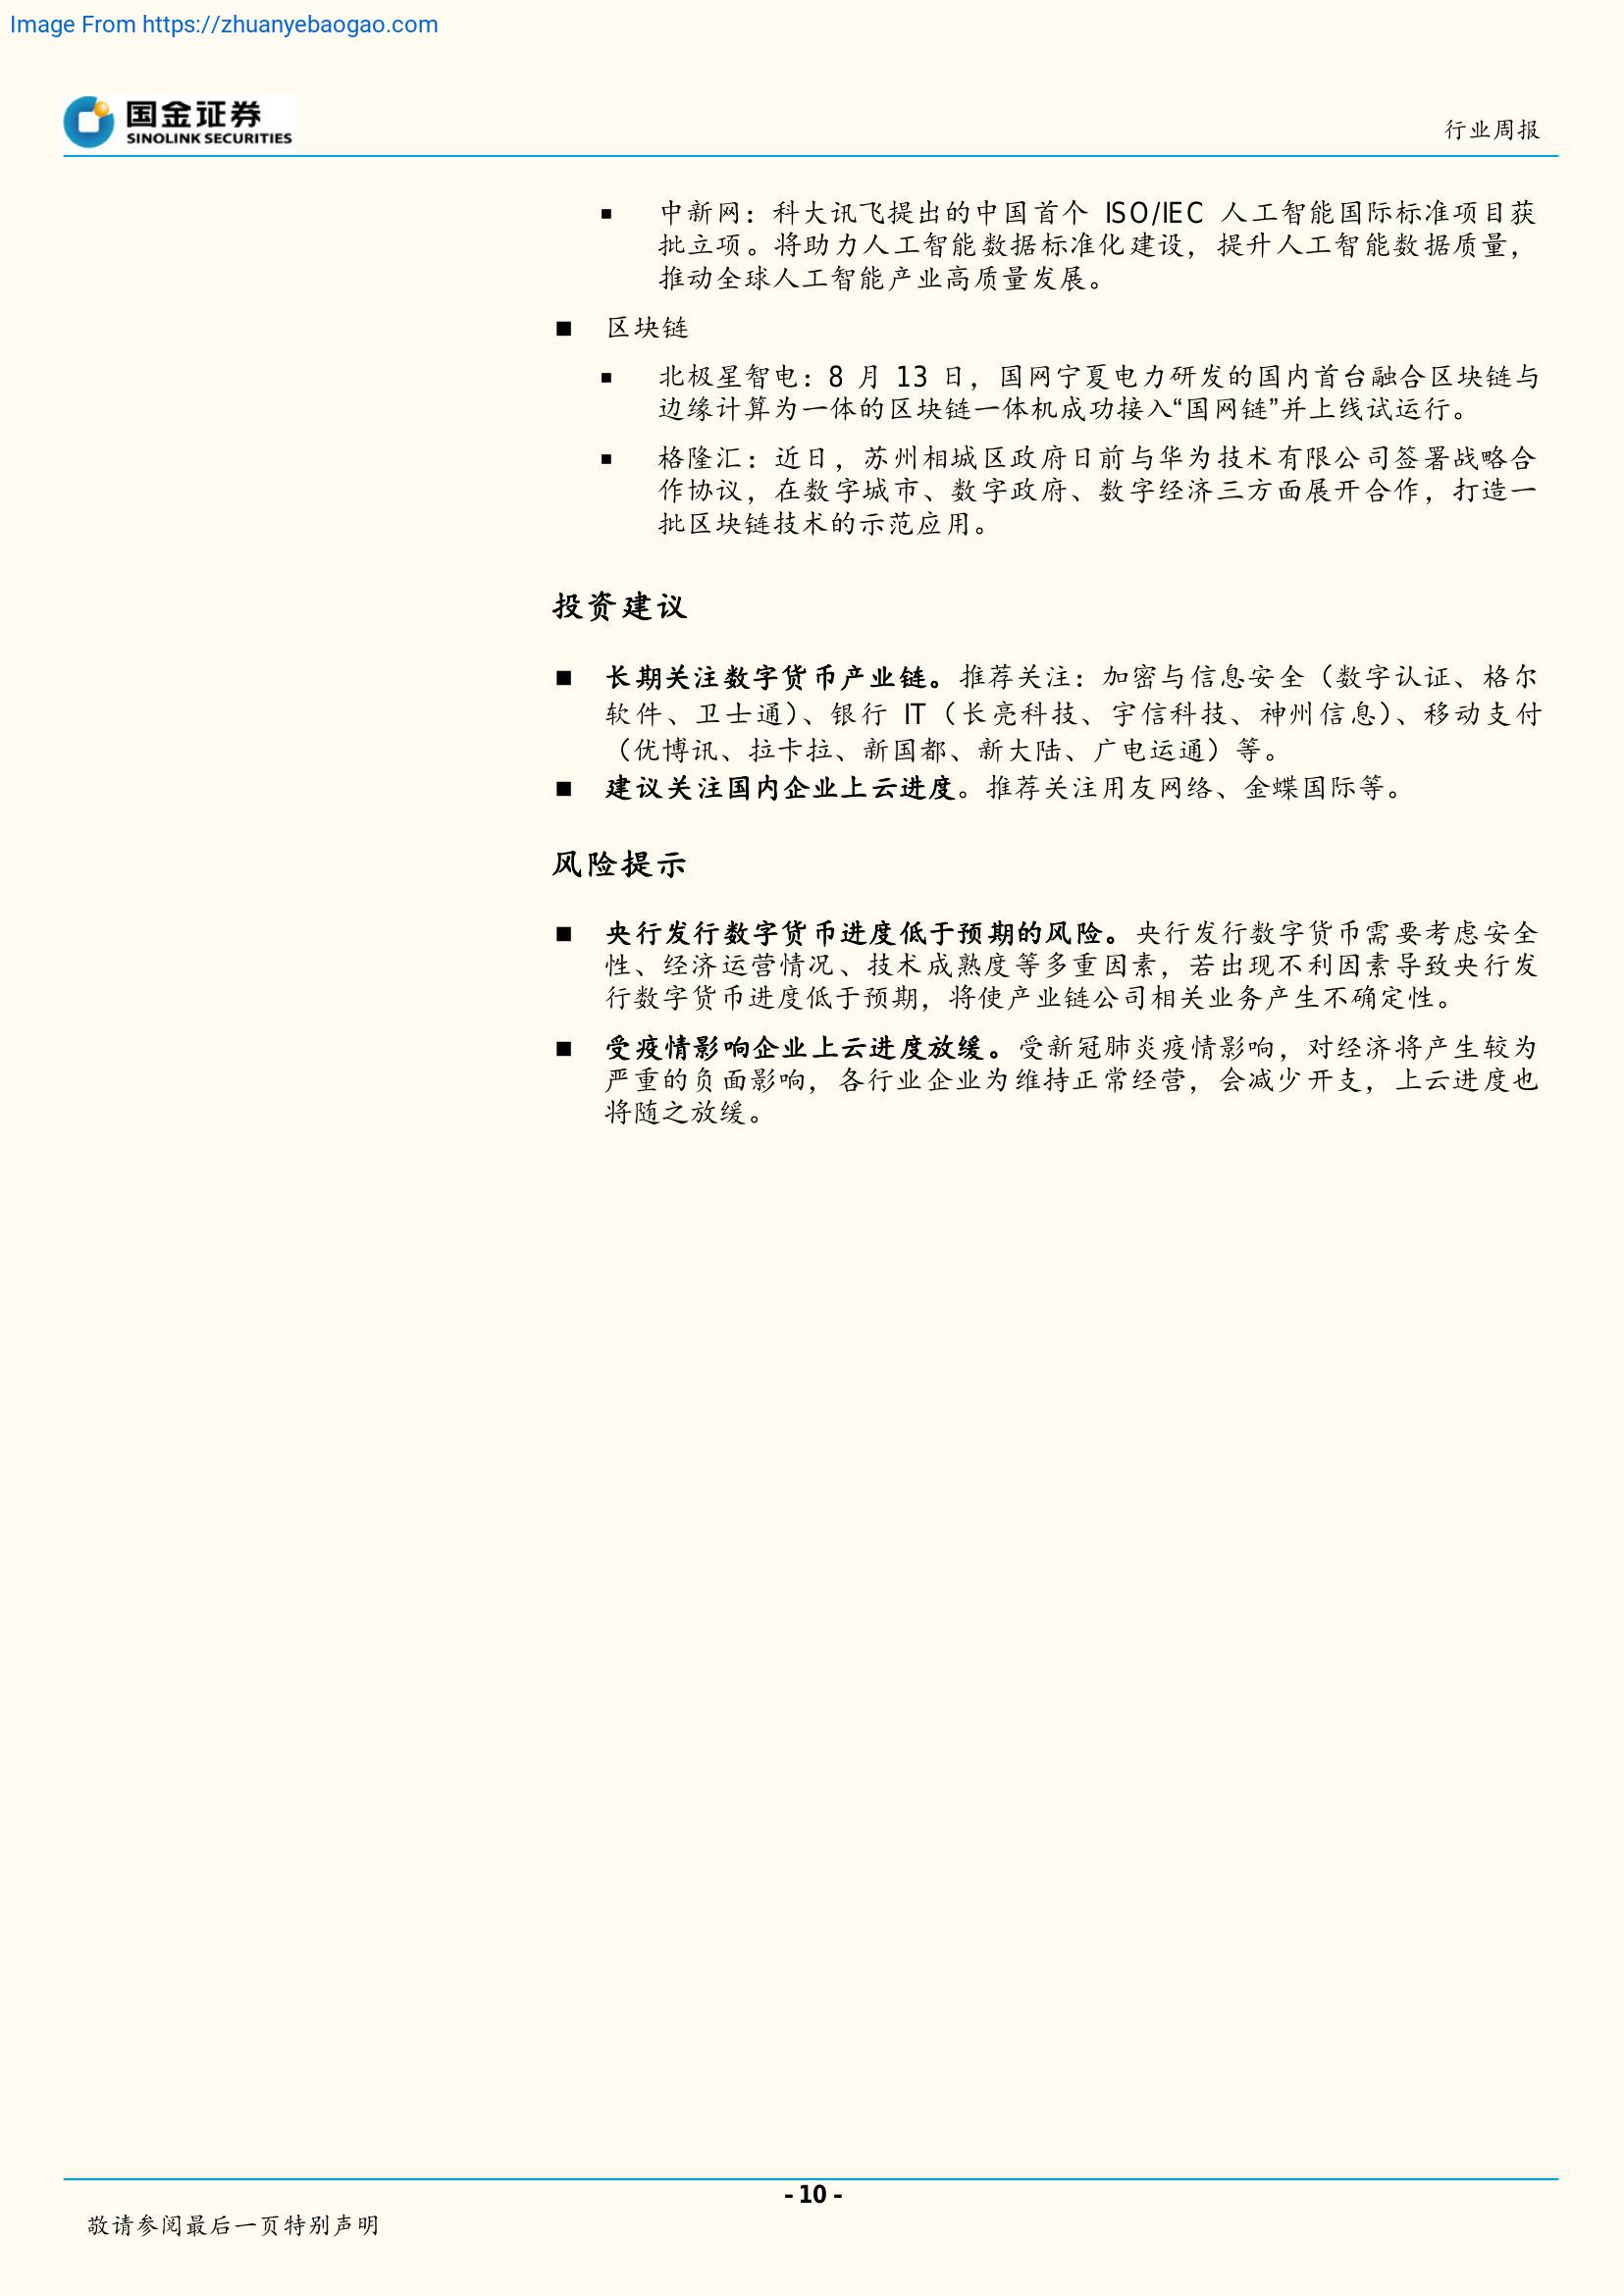 Image From https://zhuanyebaogao.com
国金证券
SINOLINK SECURITIES
行业周报
▪ 中新网：科大讯飞提出的中国首个 ISO/IEC 人工智能国际标准项目获
批立项。将助力人工智能数据标准化建设，提升人工智能数据质量，
推动全球人工智能产业高质量发展。
■ 区块链
▪ 北极星智电：8 月 13 日，国网宁夏电力研发的国内首台融合区块链与
边缘计算为一体的区块链一体机成功接入“国网链”并上线试运行。
▪ 格隆汇：近日，苏州相城区政府日前与华为技术有限公司签署战略合
作协议，在数字城市、数字政府、数字经济三方面展开合作，打造一
批区块链技术的示范应用。
投资建议
■ 长期关注数字货币产业链。推荐关注：加密与信息安全（数字认证、格尔
软件、卫士通）、银行 IT（长亮科技、宇信科技、神州信息）、移动支付
（优博讯、拉卡拉、新国都、新大陆、广电运通）等。
■ 建议关注国内企业上云进度。推荐关注用友网络、金蝶国际等。
风险提示
■ 央行发行数字货币进度低于预期的风险。央行发行数字货币需要考虑安全
性、经济运营情况、技术成熟度等多重因素，若出现不利因素导致央行发
行数字货币进度低于预期，将使产业链公司相关业务产生不确定性。
■ 受疫情影响企业上云进度放缓。受新冠肺炎疫情影响，对经济将产生较为
严重的负面影响，各行业企业为维持正常经营，会减少开支，上云进度也
将随之放缓。
- 10 -
敬请参阅最后一页特别声明